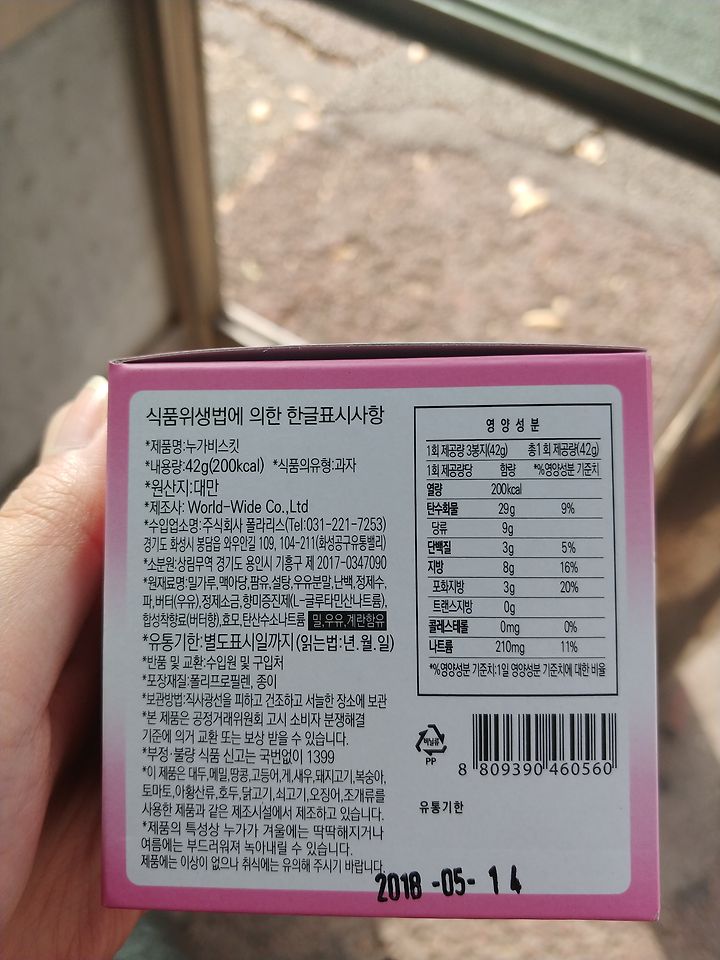 식품위생법에 의한 한글표시사항
*제품명:누가비스킷
*내용량:42g(200kcal) *식품의유형:과자
*원산지:대만
*제조사: World-Wide Co.,Ltd
*수입업소명:주식회사 폴라리스(Tel:031-221-7253)
경기도 화성시 봉담읍 와우안길 109, 104-211(화성공구유통밸리)
*소분원:상림무역 경기도 용인시 기흥구 제 2017-0347090
*원재료명:밀가루,맥아당,팜유,설탕,우유분말,난백,정제수,
파,버터(우유),정제소금,향미증진제(L-글루타민산나트륨),
합성착향료(버터향),효모,탄산수소나트륨 밀,우유,계란함유
*유통기한:별도표시일까지(읽는법:년.월.일)
*반품 및 교환:수입원 및 구입처
*포장재질:폴리프로필렌, 종이
*보관방법:직사광선을 피하고 건조하고 서늘한 장소에 보관
*본 제품은 공정거래위원회 고시 소비자 분쟁해결
기준에 의거 교환 또는 보상 받을 수 있습니다.
*부정·불량 식품 신고는 국번없이 1399
*이 제품은 대두,메밀,땅콩,고등어,게,새우,돼지고기,복숭아,
토마토,아황산류,호두,닭고기,쇠고기,오징어,조개류를
사용한 제품과 같은 제조시설에서 제조하고 있습니다.
*제품의 특성상 누가가 겨울에는 딱딱해지거나
여름에는 부드러워져 녹아내릴 수 있습니다.
제품에는 이상이 없으나 취식에는 유의해 주시기 바랍니다.
영양성분
1회 제공량 3봉지(42g) 총1회 제공량(42g)
1회 제공량당 함량 *%영양성분 기준치
열량 200kcal
탄수화물 29g 9%
당류 9g
단백질 3g 5%
지방 8g 16%
포화지방 3g 20%
트랜스지방 0g
콜레스테롤 0mg 0%
나트륨 210mg 11%
*%영양성분 기준치:1일 영양성분 기준치에 대한 비율
비닐류
PP
8 809390 460560
유통기한
2018 -05- 14